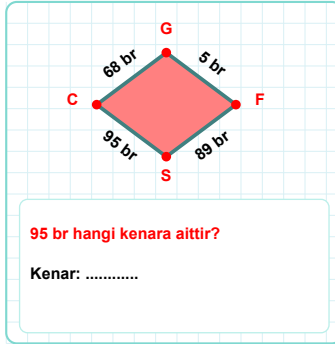 G
68 br
5 br
C
F
95 br
89 br
S
95 br hangi kenara aittir?
Kenar: ............